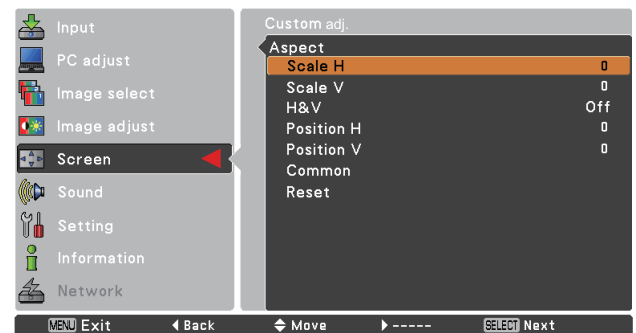 Input
PC adjust
Image select
Image adjust
Screen
Sound
Setting
Information
Network
Custom adj.
Aspect
Scale H 0
Scale V 0
H&V Off
Position H 0
Position V 0
Common
Reset
MENU Exit Back Move ----- SELECT Next